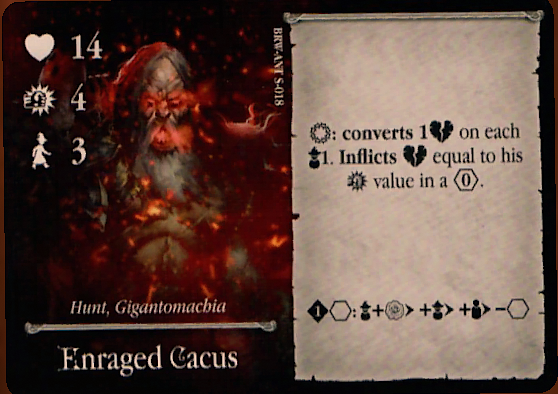 14
4
3
BRW-ANT S-018
: converts 1 on each
1. Inflicts equal to his
value in a 0.
Hunt, Gigantomachia
1 : + + + −
Enraged Cacus